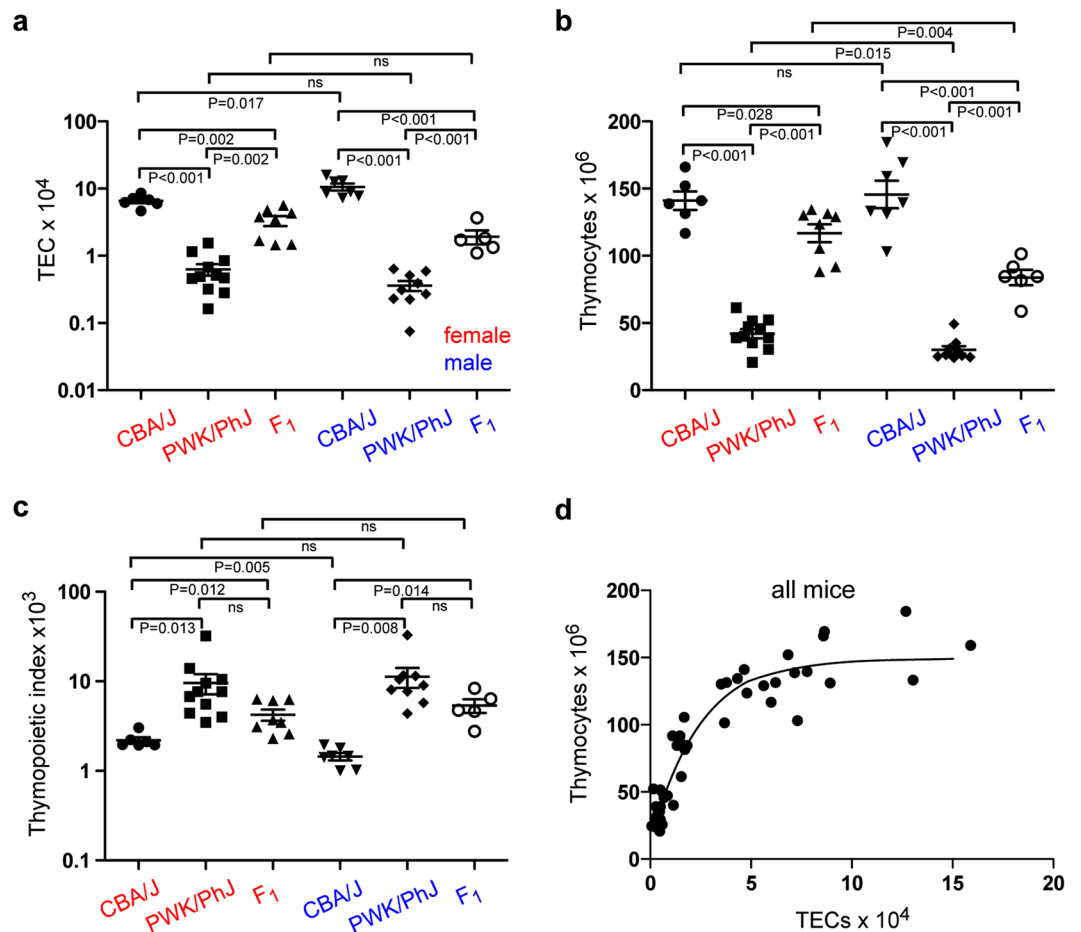 a
ns
ns
P=0.017
P<0.001
P=0.002
P<0.001
P=0.002
P<0.001
P<0.001
TEC x 10⁴
100
10
1
0.1
0.01
female
male
CBA/J
PWK/PhJ
F₁
CBA/J
PWK/PhJ
F₁
b
P=0.004
P=0.015
ns
P<0.001
P=0.028
P<0.001
P<0.001
P<0.001
P<0.001
Thymocytes x 10⁶
200
150
100
50
0
CBA/J
PWK/PhJ
F₁
CBA/J
PWK/PhJ
F₁
c
ns
ns
P=0.005
P=0.012
P=0.014
ns
ns
P=0.013
P=0.008
Thymopoietic index x10³
100
10
1
0.1
CBA/J
PWK/PhJ
F₁
CBA/J
PWK/PhJ
F₁
d
all mice
Thymocytes x 10⁶
200
150
100
50
0
0
5
10
15
20
TECs x 10⁴